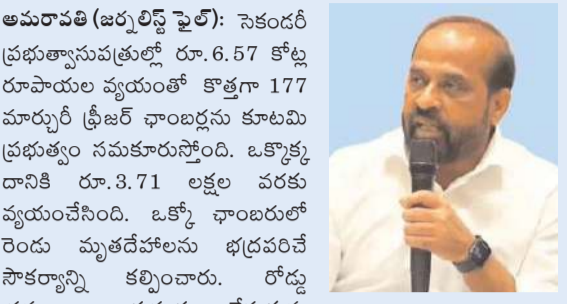 అమరావతి (జర్నలిస్ట్ ఫైల్): సెకండరీ
ప్రభుత్వాసుపత్రుల్లో రూ.6.57 కోట్ల
రూపాయల వ్యయంతో కొత్తగా 177
మార్చురీ ఫ్రీజర్ ఛాంబర్లను కూటమి
ప్రభుత్వం సమకూరుస్తోంది. ఒక్కొక్క
దానికి రూ.3.71 లక్షల వరకు
వ్యయంచేసింది. ఒక్కో ఛాంబరులో
రెండు మృతదేహాలను భద్రపరిచే
సౌకర్యాన్ని కల్పించారు. రోడ్డు